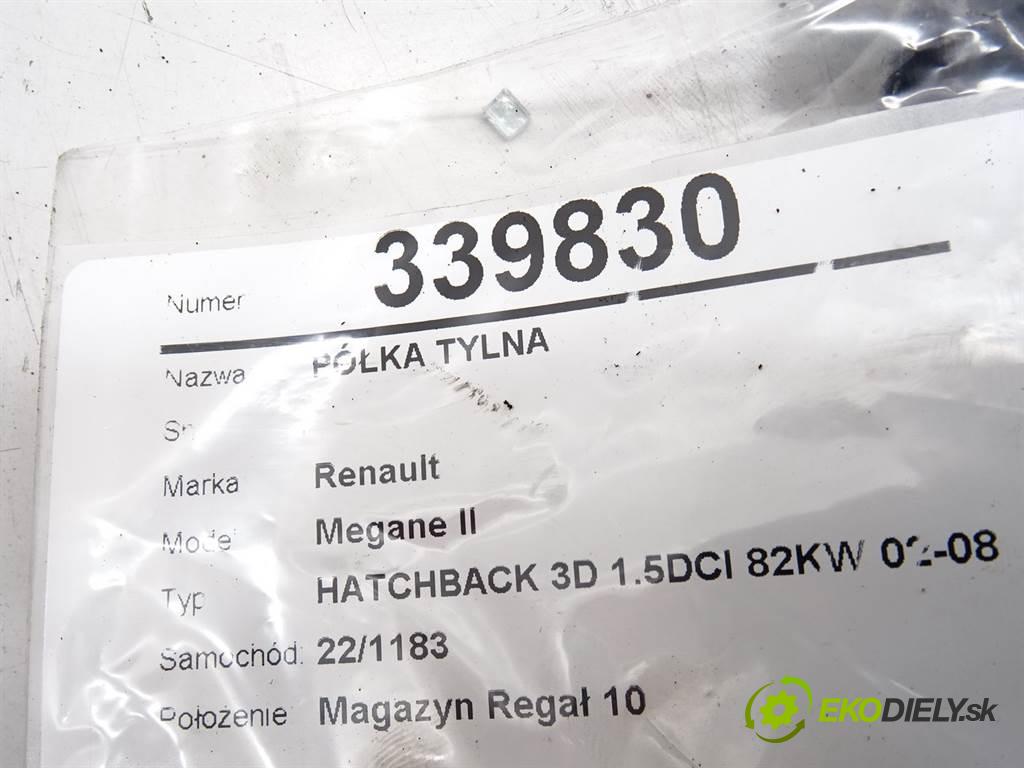 Numer 339830
Nazwa PÓŁKA TYLNA
Marka Renault
Model Megane II
Typ HATCHBACK 3D 1.5DCI 82KW 02-08
Samochód: 22/1183
Położenie Magazyn Regał 10
EKODIELY.sk